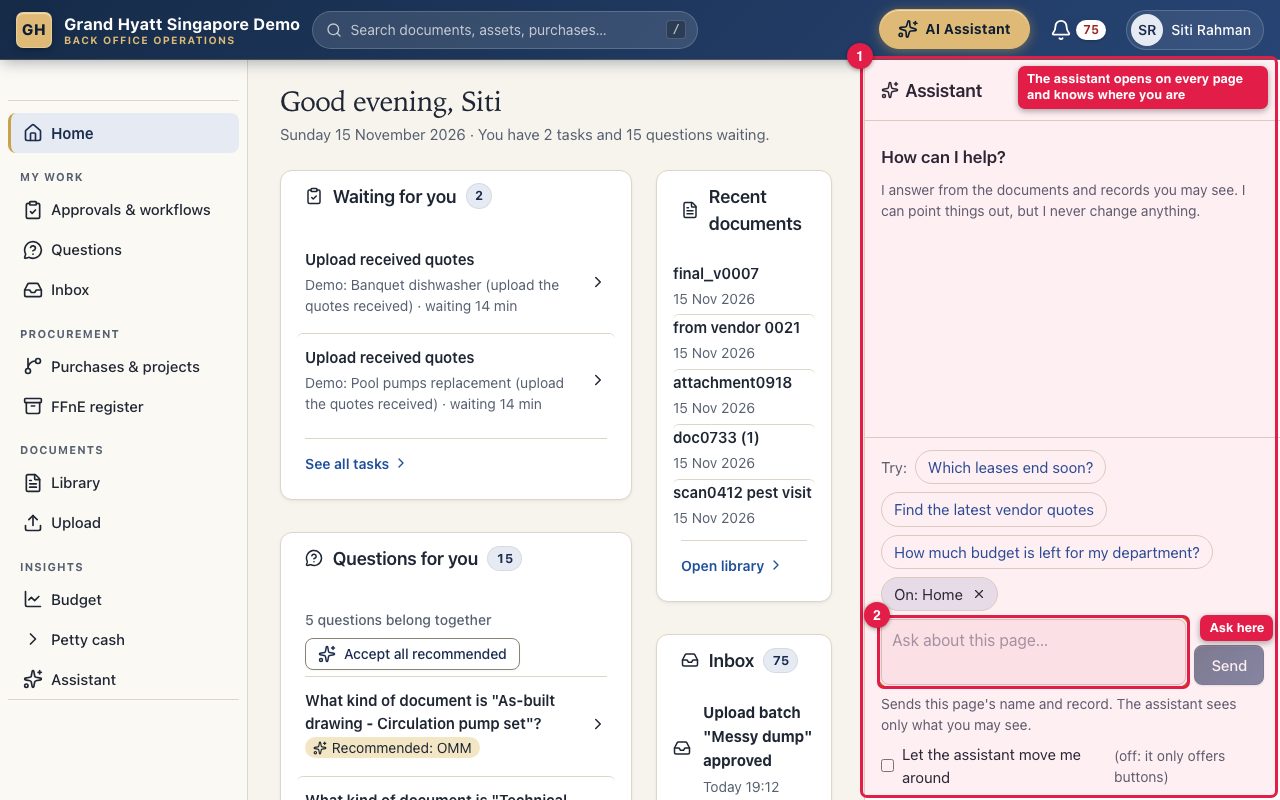 GH
Grand Hyatt Singapore Demo
BACK OFFICE OPERATIONS
Search documents, assets, purchases...
/
AI Assistant
75
SR
Siti Rahman
Home
MY WORK
Approvals & workflows
Questions
Inbox
PROCUREMENT
Purchases & projects
FFnE register
DOCUMENTS
Library
Upload
INSIGHTS
Budget
Petty cash
Assistant
Good evening, Siti
Sunday 15 November 2026 · You have 2 tasks and 15 questions waiting.
Waiting for you
2
Upload received quotes
Demo: Banquet dishwasher (upload the
quotes received) · waiting 14 min
Upload received quotes
Demo: Pool pumps replacement (upload
the quotes received) · waiting 14 min
See all tasks
Questions for you
15
5 questions belong together
Accept all recommended
What kind of document is "As-built
drawing - Circulation pump set"?
Recommended: OMM
What kind of document is "Technical
Recent
documents
final_v0007
15 Nov 2026
from vendor 0021
15 Nov 2026
attachment0918
15 Nov 2026
doc0733 (1)
15 Nov 2026
scan0412 pest visit
15 Nov 2026
Open library
Inbox
75
Upload batch
"Messy dump"
approved
Today 19:12
1
Assistant
The assistant opens on every page
and knows where you are
How can I help?
I answer from the documents and records you may see. I
can point things out, but I never change anything.
Try:
Which leases end soon?
Find the latest vendor quotes
How much budget is left for my department?
On: Home ×
2
Ask about this page...
Ask here
Send
Sends this page's name and record. The assistant sees
only what you may see.
Let the assistant move me
around
(off: it only offers
buttons)